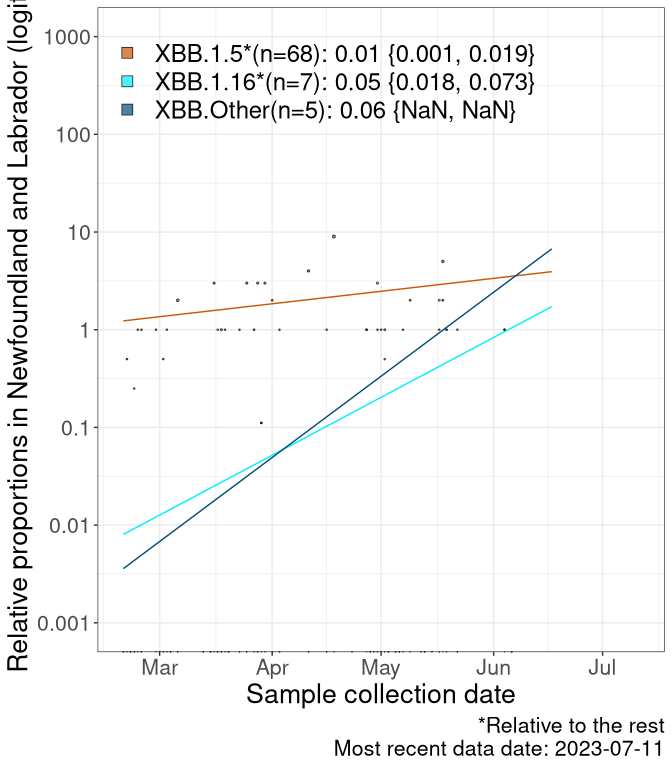 XBB.1.5*(n=68): 0.01 {0.001, 0.019}
XBB.1.16*(n=7): 0.05 {0.018, 0.073}
XBB.Other(n=5): 0.06 {NaN, NaN}
Relative proportions in Newfoundland and Labrador (logit
1000
100
10
1
0.1
0.01
0.001
Mar Apr May Jun Jul
Sample collection date
*Relative to the rest
Most recent data date: 2023-07-11